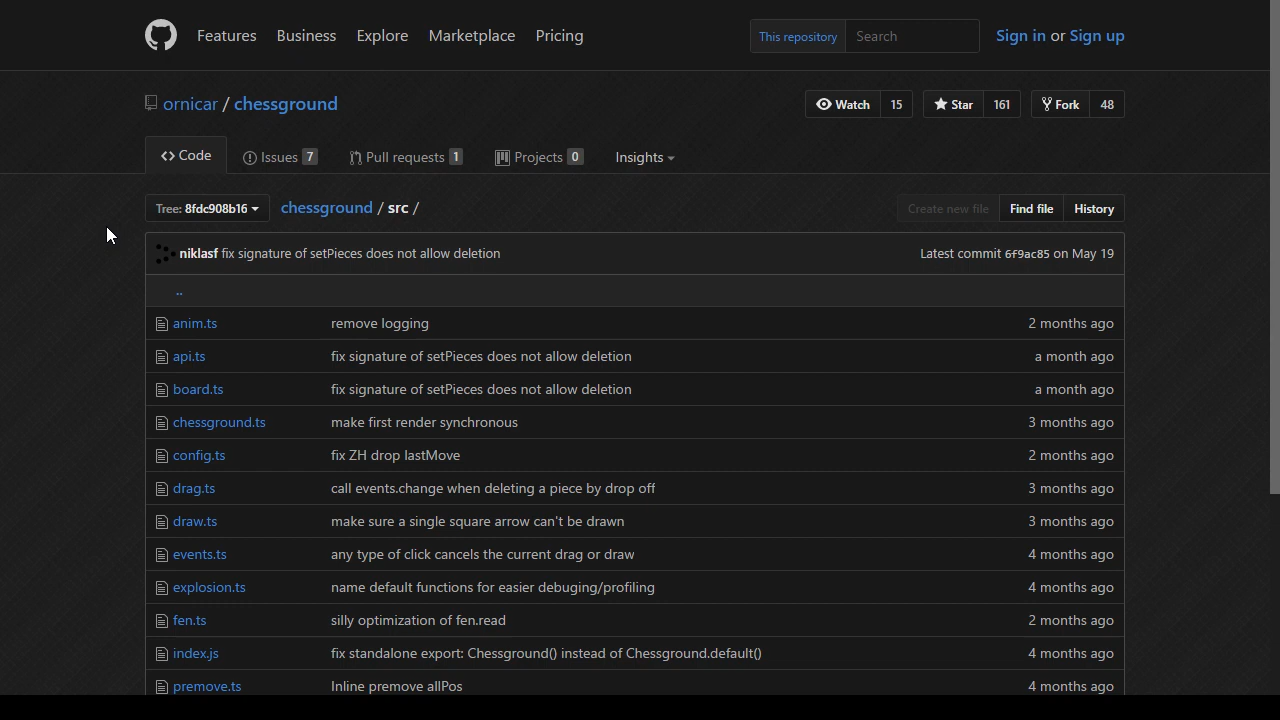 Features Business Explore Marketplace Pricing This repository Search Sign in or Sign up
ornicar / chessground Watch 15 Star 161 Fork 48
Code Issues 7 Pull requests 1 Projects 0 Insights
Tree: 8fdc908b16 chessground / src / Create new file Find file History
niklasf fix signature of setPieces does not allow deletion Latest commit 6f9ac85 on May 19
..
anim.ts remove logging 2 months ago
api.ts fix signature of setPieces does not allow deletion a month ago
board.ts fix signature of setPieces does not allow deletion a month ago
chessground.ts make first render synchronous 3 months ago
config.ts fix ZH drop lastMove 2 months ago
drag.ts call events.change when deleting a piece by drop off 3 months ago
draw.ts make sure a single square arrow can't be drawn 3 months ago
events.ts any type of click cancels the current drag or draw 4 months ago
explosion.ts name default functions for easier debuging/profiling 4 months ago
fen.ts silly optimization of fen.read 2 months ago
index.js fix standalone export: Chessground() instead of Chessground.default() 4 months ago
premove.ts Inline premove allPos 4 months ago